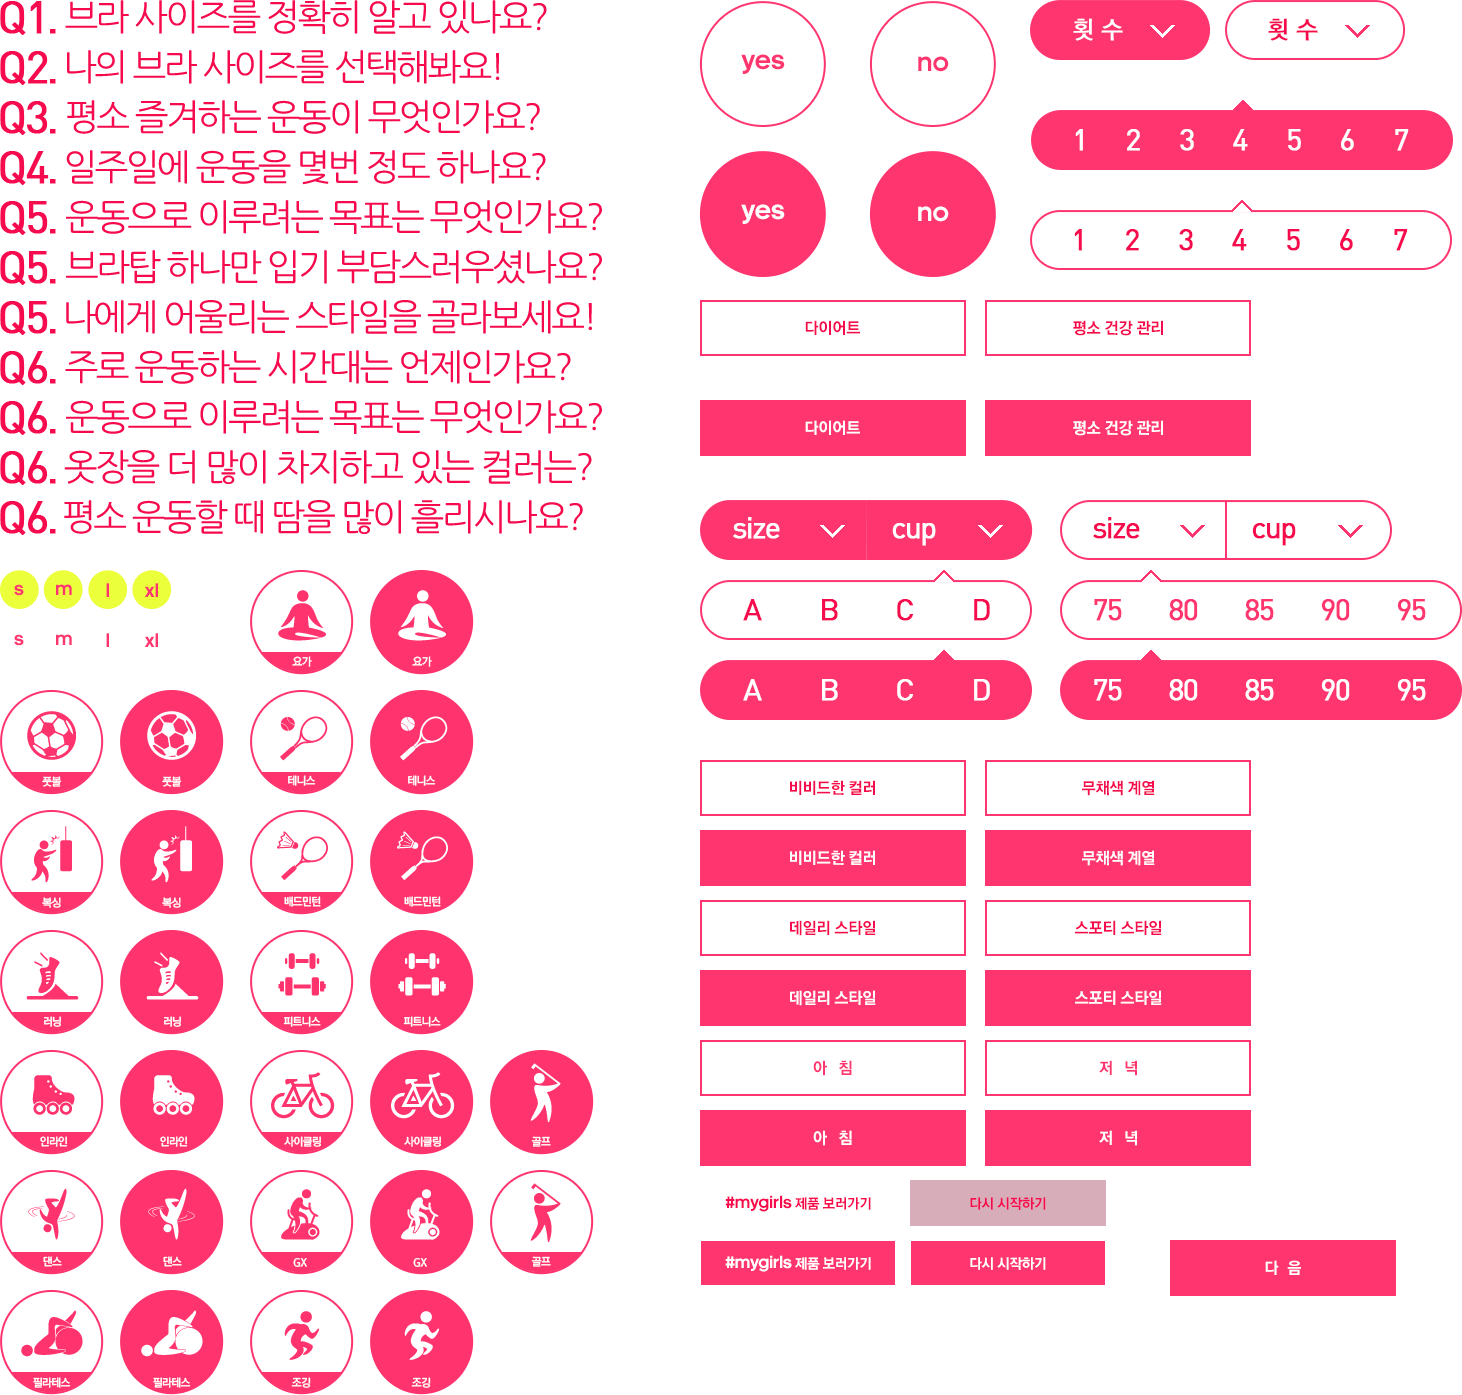 Q1. 브라 사이즈를 정확히 알고 있나요?
Q2. 나의 브라 사이즈를 선택해봐요!
Q3. 평소 즐겨하는 운동이 무엇인가요?
Q4. 일주일에 운동을 몇번 정도 하나요?
Q5. 운동으로 이루려는 목표는 무엇인가요?
Q5. 브라탑 하나만 입기 부담스러우셨나요?
Q5. 나에게 어울리는 스타일을 골라보세요!
Q6. 주로 운동하는 시간대는 언제인가요?
Q6. 운동으로 이루려는 목표는 무엇인가요?
Q6. 옷장을 더 많이 차지하고 있는 컬러는?
Q6. 평소 운동할 때 땀을 많이 흘리시나요?
s m l xl
s m l xl
요가 요가
풋볼 풋볼 테니스 테니스
복싱 복싱 배드민턴 배드민턴
러닝 러닝 피트니스 피트니스
인라인 인라인 사이클링 사이클링 골프
댄스 댄스 GX GX 골프
필라테스 필라테스 조깅 조깅
yes no
yes no
횟 수 횟 수
1 2 3 4 5 6 7
1 2 3 4 5 6 7
다이어트 평소 건강 관리
다이어트 평소 건강 관리
size cup size cup
A B C D 75 80 85 90 95
A B C D 75 80 85 90 95
비비드한 컬러 무채색 계열
비비드한 컬러 무채색 계열
데일리 스타일 스포티 스타일
데일리 스타일 스포티 스타일
아 침 저 녁
아 침 저 녁
#mygirls 제품 보러가기 다시 시작하기
#mygirls 제품 보러가기 다시 시작하기 다 음